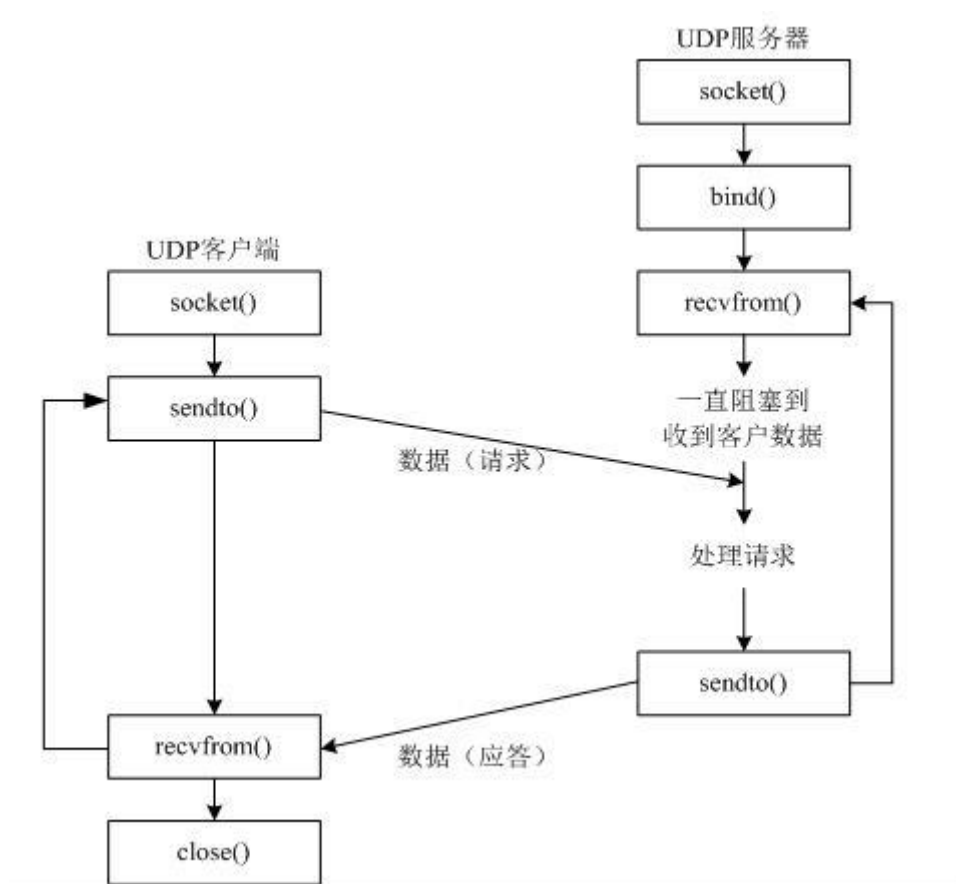 UDP服务器
socket()
bind()
recvfrom()
一直阻塞到
收到客户数据
处理请求
sendto()
UDP客户端
socket()
sendto()
数据（请求）
recvfrom()
数据（应答）
close()